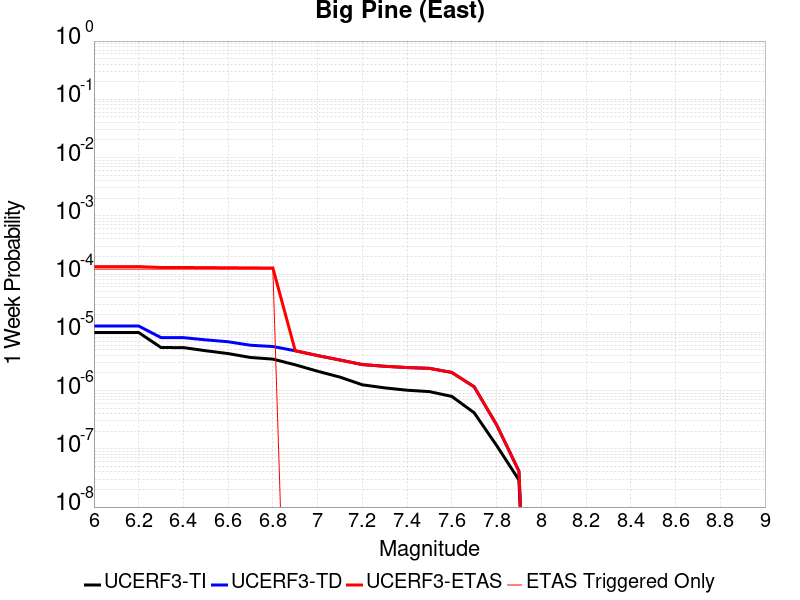 Big Pine (East)
10 0
10 -1
10 -2
10 -3
10 -4
10 -5
10 -6
10 -7
10 -8
1 Week Probability
6 6.2 6.4 6.6 6.8 7 7.2 7.4 7.6 7.8 8 8.2 8.4 8.6 8.8 9
Magnitude
UCERF3-TI UCERF3-TD UCERF3-ETAS ETAS Triggered Only